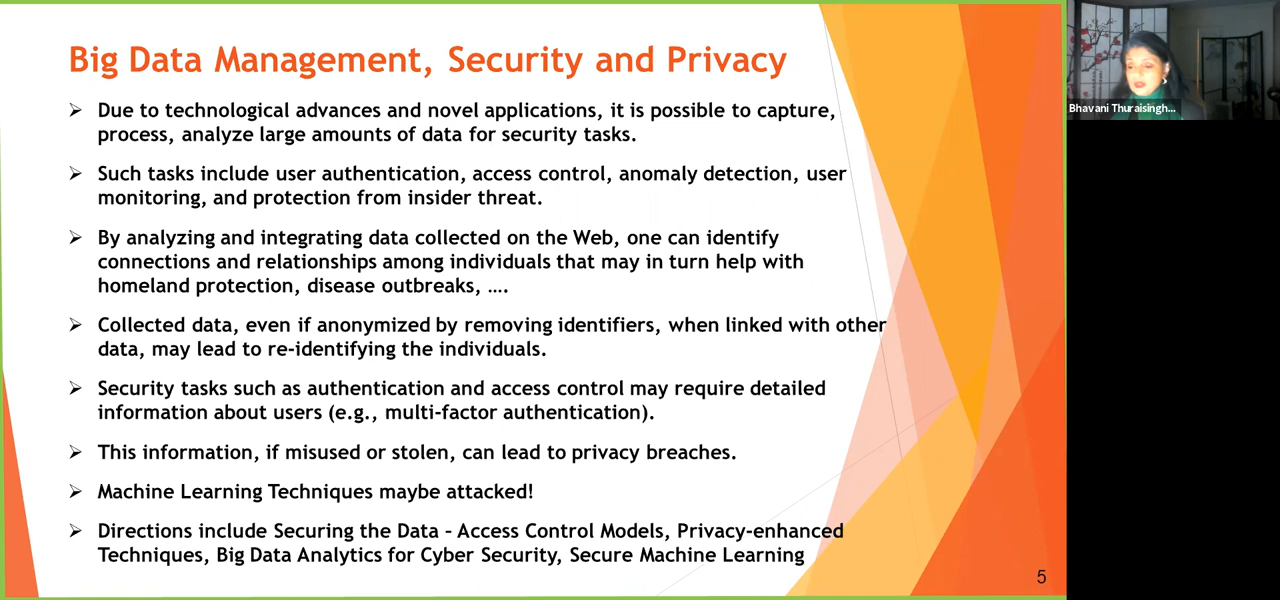 Big Data Management, Security and Privacy
➢ Due to technological advances and novel applications, it is possible to capture,
process, analyze large amounts of data for security tasks.
➢ Such tasks include user authentication, access control, anomaly detection, user
monitoring, and protection from insider threat.
➢ By analyzing and integrating data collected on the Web, one can identify
connections and relationships among individuals that may in turn help with
homeland protection, disease outbreaks, ….
➢ Collected data, even if anonymized by removing identifiers, when linked with other
data, may lead to re-identifying the individuals.
➢ Security tasks such as authentication and access control may require detailed
information about users (e.g., multi-factor authentication).
➢ This information, if misused or stolen, can lead to privacy breaches.
➢ Machine Learning Techniques maybe attacked!
➢ Directions include Securing the Data - Access Control Models, Privacy-enhanced
Techniques, Big Data Analytics for Cyber Security, Secure Machine Learning
5
Bhavani Thuraisingh...